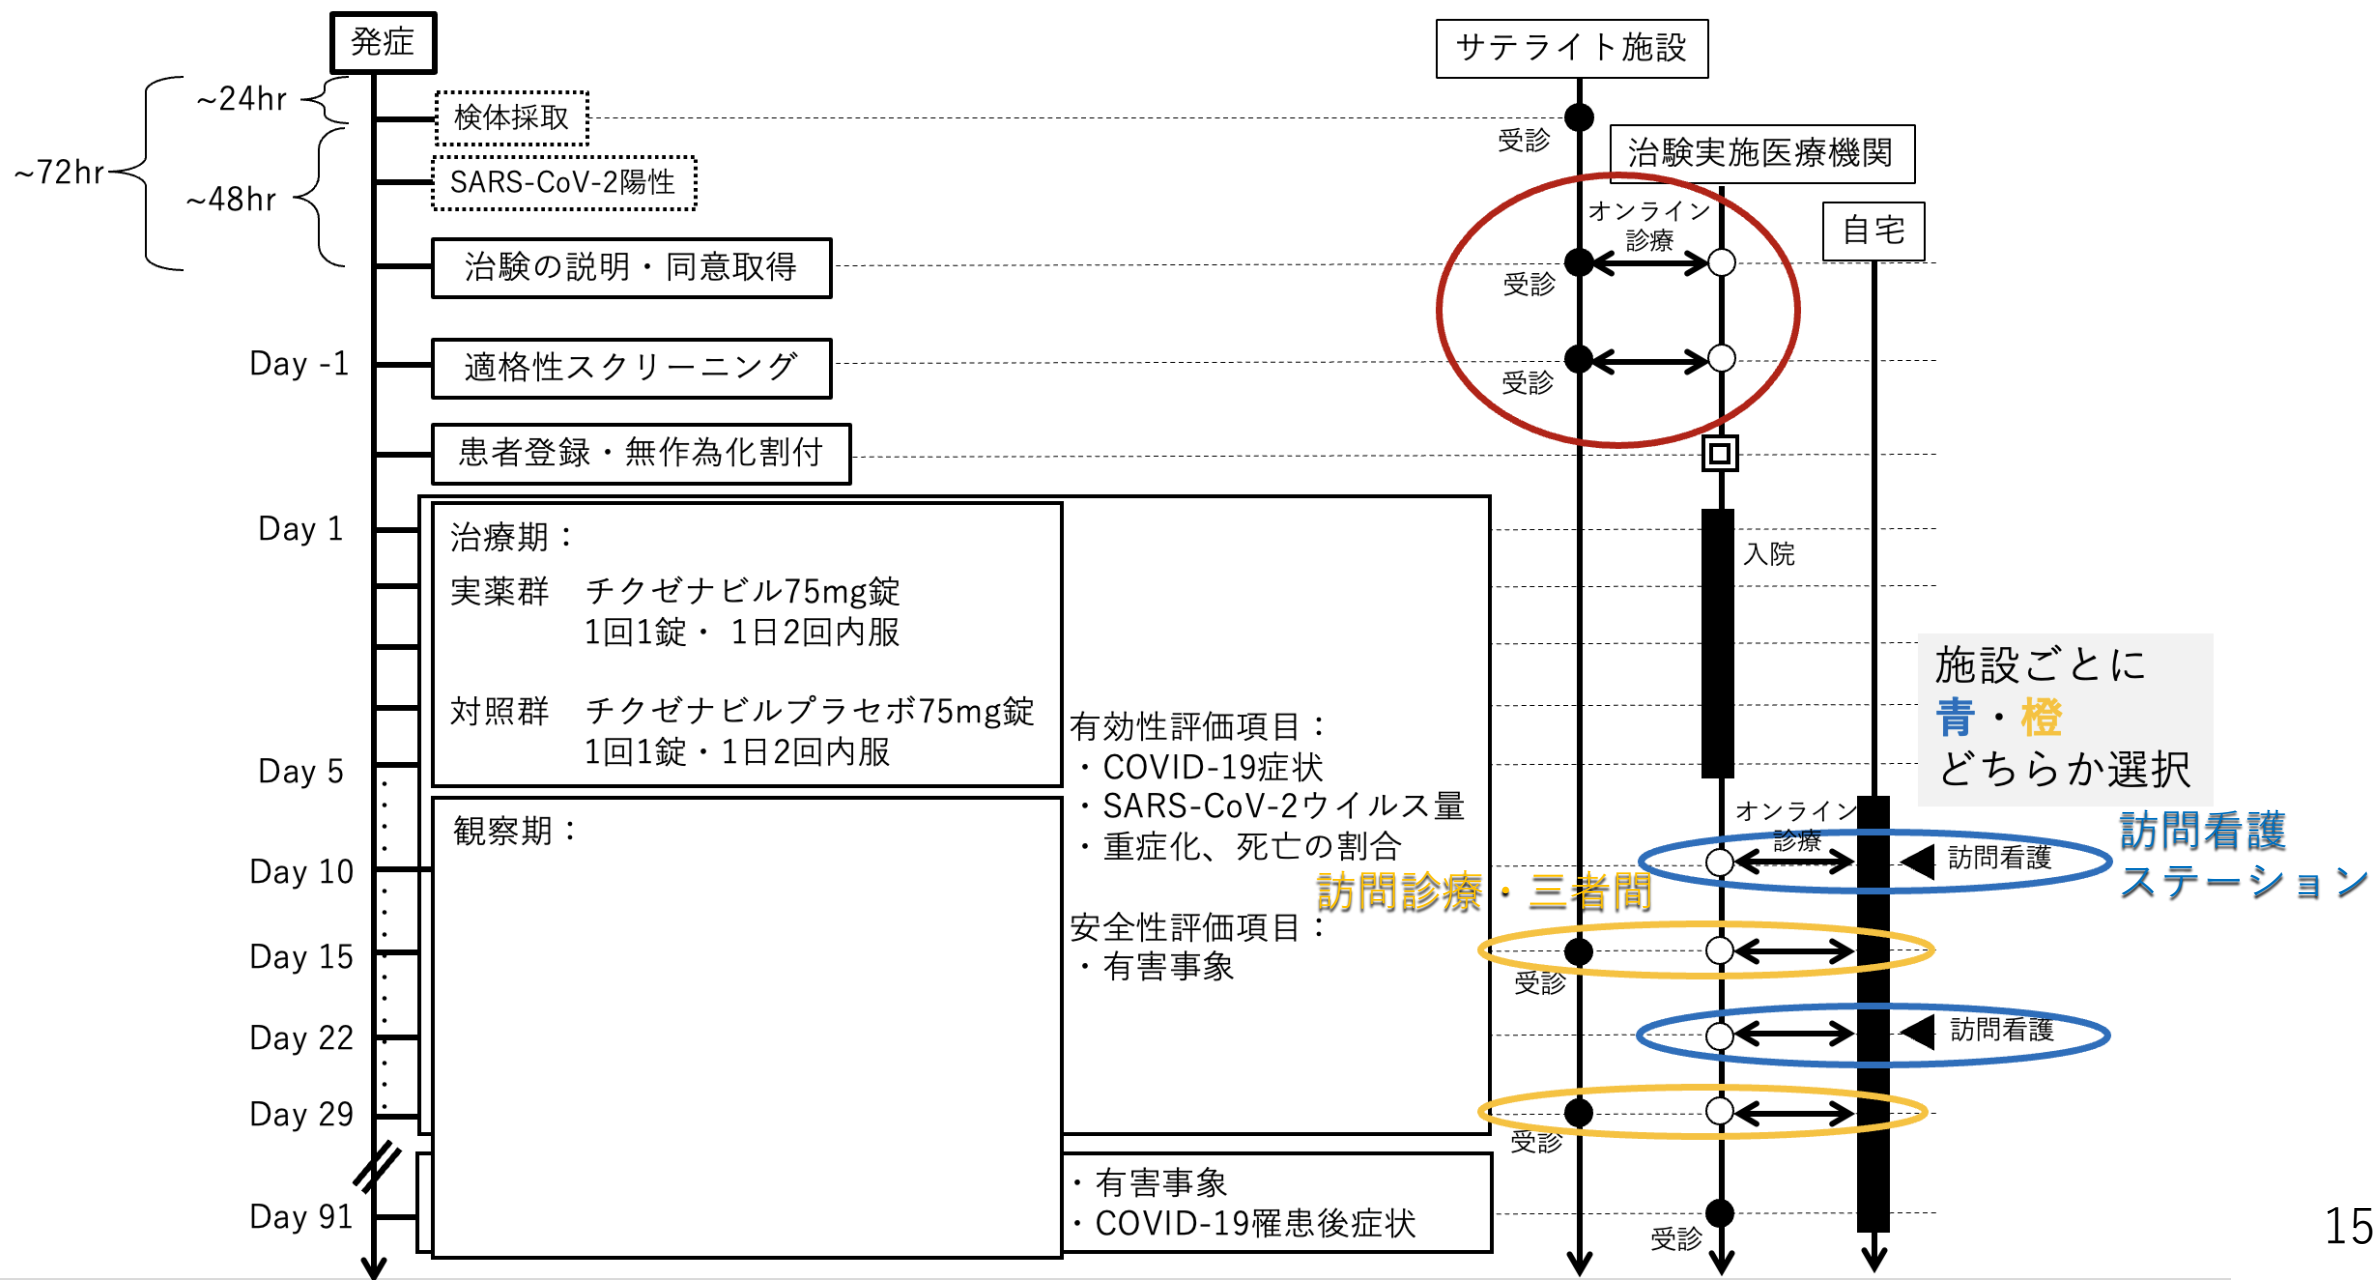 発症
サテライト施設
~24hr
検体採取
受診
治験実施医療機関
~72hr
SARS-CoV-2陽性
~48hr
オンライン
診療
自宅
治験の説明・同意取得
受診
Day -1
適格性スクリーニング
受診
患者登録・無作為化割付
Day 1
治療期：
入院
実薬群 チクゼナビル75mg錠
1回1錠・ 1日2回内服
対照群 チクゼナビルプラセボ75mg錠
1回1錠・1日2回内服
施設ごとに
青・橙
どちらか選択
Day 5
有効性評価項目：
・COVID-19症状
・SARS-CoV-2ウイルス量
・重症化、死亡の割合
観察期：
オンライン
診療
訪問看護
訪問看護
ステーション
Day 10
訪問診療・三者間
安全性評価項目：
・有害事象
Day 15
受診
Day 22
訪問看護
Day 29
受診
・有害事象
・COVID-19罹患後症状
Day 91
受診
15